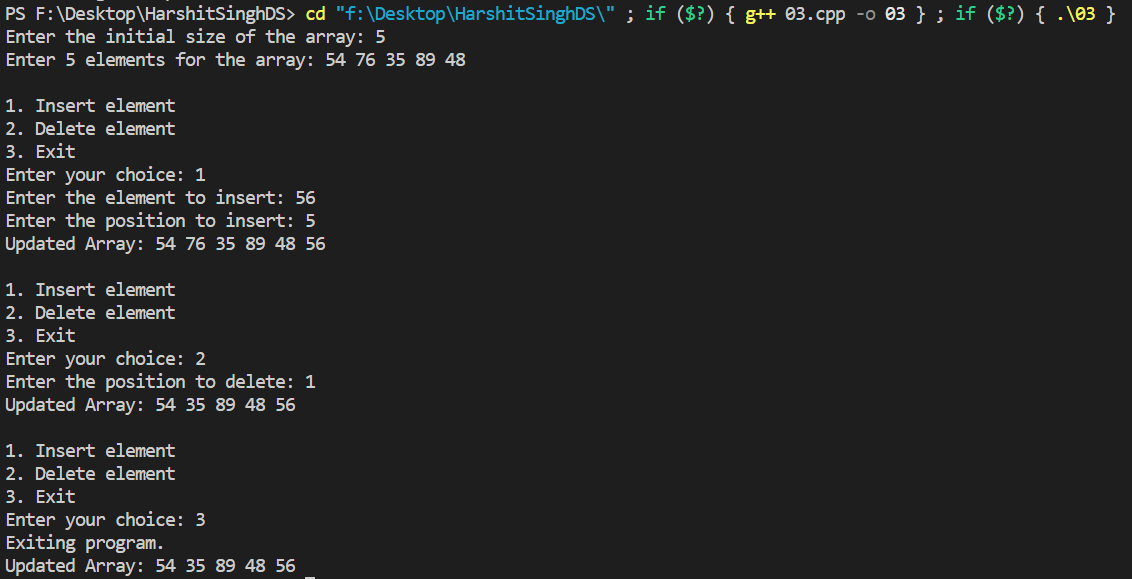 PS F:\Desktop\HarshitSinghDS> cd "f:\Desktop\HarshitSinghDS\" ; if ($?) { g++ 03.cpp -o 03 } ; if ($?) { .\03 }
Enter the initial size of the array: 5
Enter 5 elements for the array: 54 76 35 89 48

1. Insert element
2. Delete element
3. Exit
Enter your choice: 1
Enter the element to insert: 56
Enter the position to insert: 5
Updated Array: 54 76 35 89 48 56

1. Insert element
2. Delete element
3. Exit
Enter your choice: 2
Enter the position to delete: 1
Updated Array: 54 35 89 48 56

1. Insert element
2. Delete element
3. Exit
Enter your choice: 3
Exiting program.
Updated Array: 54 35 89 48 56